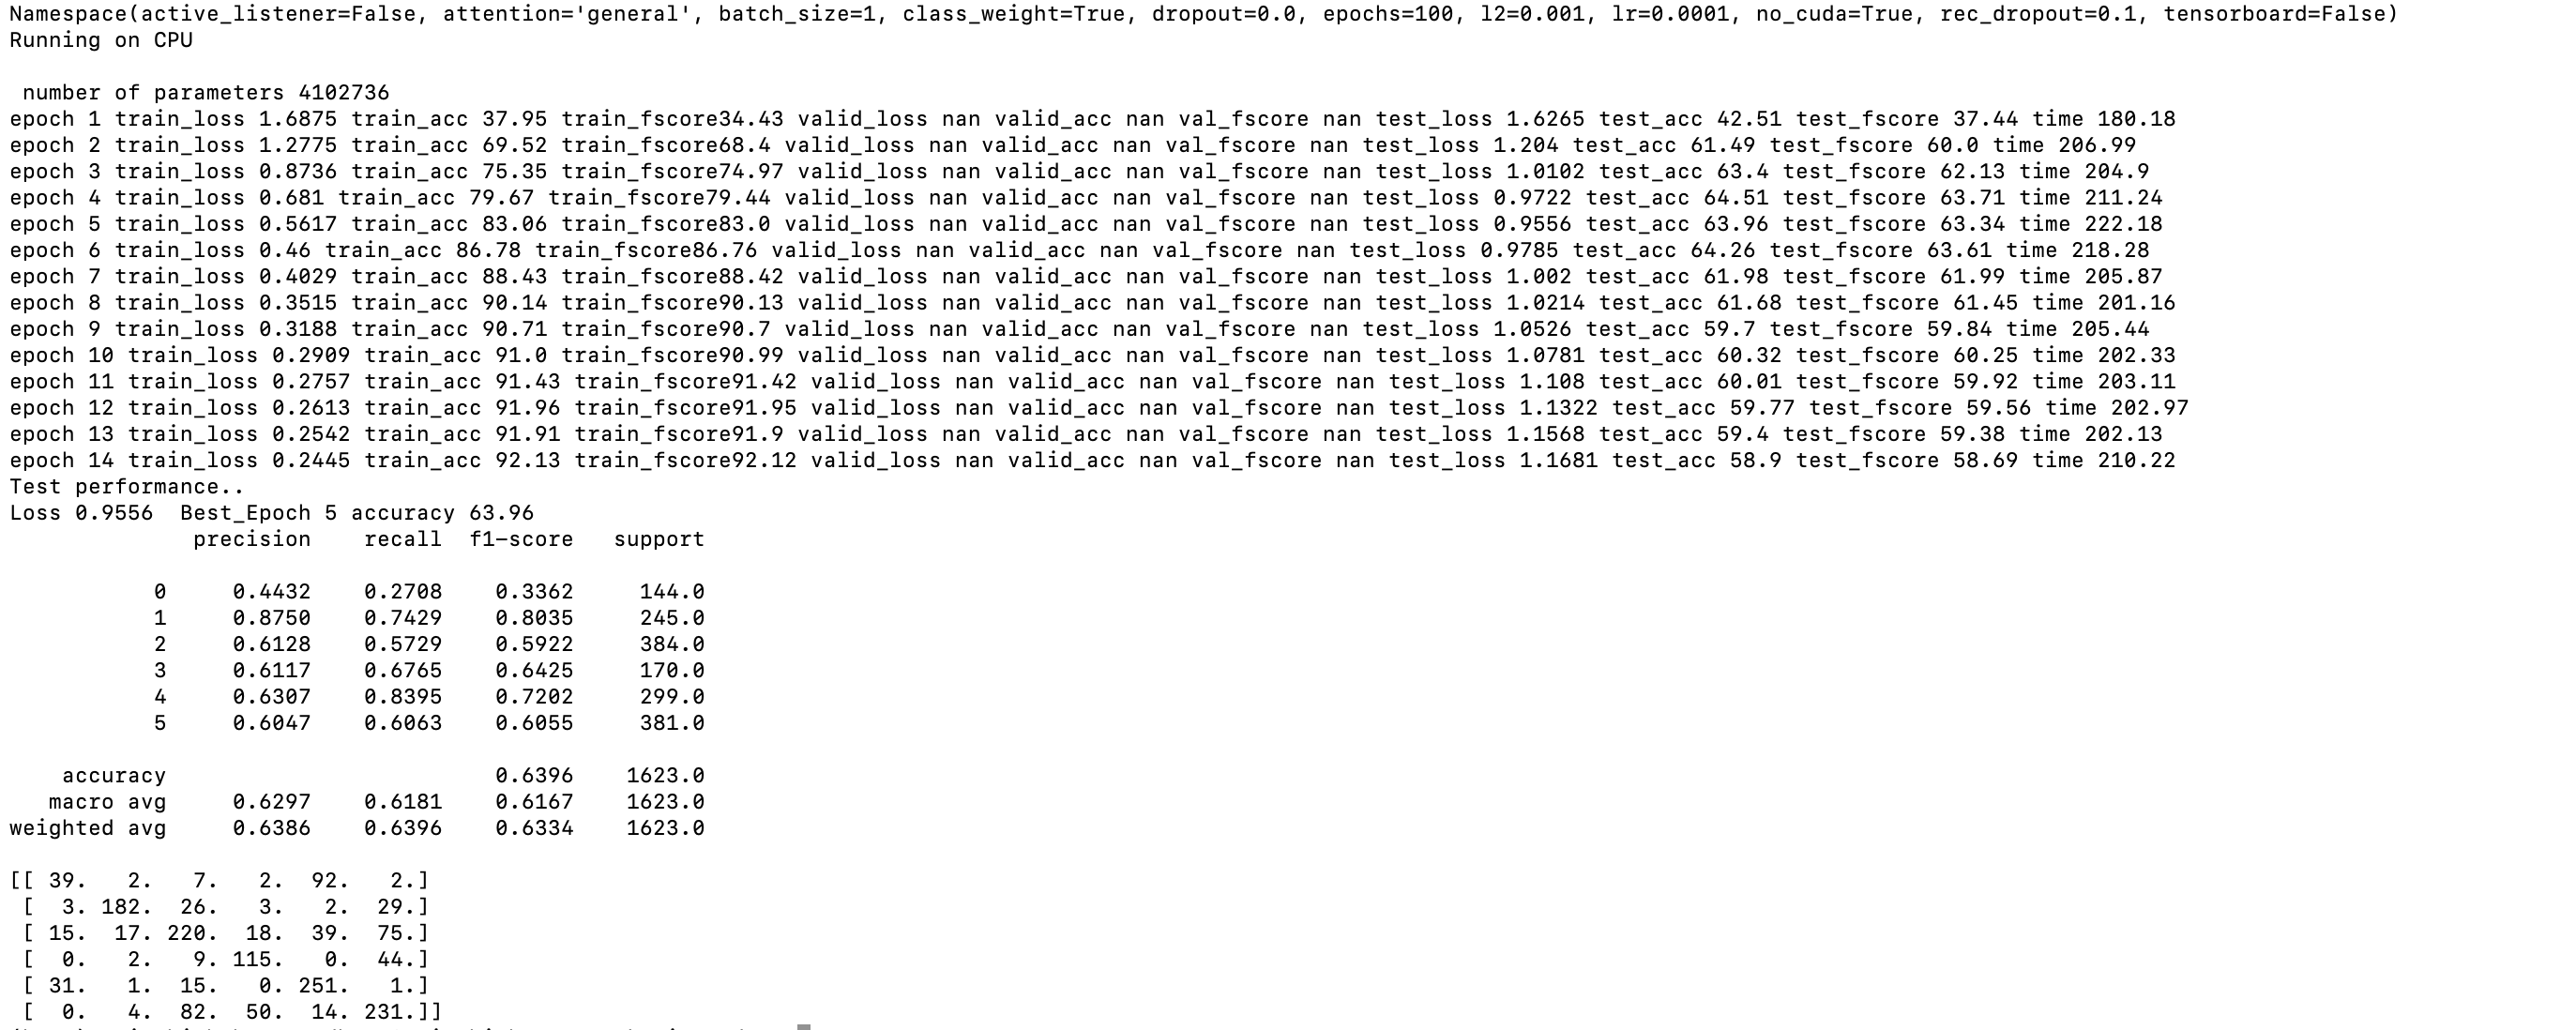 Namespace(active_listener=False, attention='general', batch_size=1, class_weight=True, dropout=0.0, epochs=100, l2=0.001, lr=0.0001, no_cuda=True, rec_dropout=0.1, tensorboard=False)
Running on CPU
number of parameters 4102736
epoch 1 train_loss 1.6875 train_acc 37.95 train_fscore34.43 valid_loss nan valid_acc nan val_fscore nan test_loss 1.6265 test_acc 42.51 test_fscore 37.44 time 180.18
epoch 2 train_loss 1.2775 train_acc 69.52 train_fscore68.4 valid_loss nan valid_acc nan val_fscore nan test_loss 1.204 test_acc 61.49 test_fscore 60.0 time 206.99
epoch 3 train_loss 0.8736 train_acc 75.35 train_fscore74.97 valid_loss nan valid_acc nan val_fscore nan test_loss 1.0102 test_acc 63.4 test_fscore 62.13 time 204.9
epoch 4 train_loss 0.681 train_acc 79.67 train_fscore79.44 valid_loss nan valid_acc nan val_fscore nan test_loss 0.9722 test_acc 64.51 test_fscore 63.71 time 211.24
epoch 5 train_loss 0.5617 train_acc 83.06 train_fscore83.0 valid_loss nan valid_acc nan val_fscore nan test_loss 0.9556 test_acc 63.96 test_fscore 63.34 time 222.18
epoch 6 train_loss 0.46 train_acc 86.78 train_fscore86.76 valid_loss nan valid_acc nan val_fscore nan test_loss 0.9785 test_acc 64.26 test_fscore 63.61 time 218.28
epoch 7 train_loss 0.4029 train_acc 88.43 train_fscore88.42 valid_loss nan valid_acc nan val_fscore nan test_loss 1.002 test_acc 61.98 test_fscore 61.99 time 205.87
epoch 8 train_loss 0.3515 train_acc 90.14 train_fscore90.13 valid_loss nan valid_acc nan val_fscore nan test_loss 1.0214 test_acc 61.68 test_fscore 61.45 time 201.16
epoch 9 train_loss 0.3188 train_acc 90.71 train_fscore90.7 valid_loss nan valid_acc nan val_fscore nan test_loss 1.0526 test_acc 59.7 test_fscore 59.84 time 205.44
epoch 10 train_loss 0.2909 train_acc 91.0 train_fscore90.99 valid_loss nan valid_acc nan val_fscore nan test_loss 1.0781 test_acc 60.32 test_fscore 60.25 time 202.33
epoch 11 train_loss 0.2757 train_acc 91.43 train_fscore91.42 valid_loss nan valid_acc nan val_fscore nan test_loss 1.108 test_acc 60.01 test_fscore 59.92 time 203.11
epoch 12 train_loss 0.2613 train_acc 91.96 train_fscore91.95 valid_loss nan valid_acc nan val_fscore nan test_loss 1.1322 test_acc 59.77 test_fscore 59.56 time 202.97
epoch 13 train_loss 0.2542 train_acc 91.91 train_fscore91.9 valid_loss nan valid_acc nan val_fscore nan test_loss 1.1568 test_acc 59.4 test_fscore 59.38 time 202.13
epoch 14 train_loss 0.2445 train_acc 92.13 train_fscore92.12 valid_loss nan valid_acc nan val_fscore nan test_loss 1.1681 test_acc 58.9 test_fscore 58.69 time 210.22
Test performance..
Loss 0.9556  Best_Epoch 5 accuracy 63.96
precision    recall  f1-score   support
0     0.4432    0.2708    0.3362     144.0
1     0.8750    0.7429    0.8035     245.0
2     0.6128    0.5729    0.5922     384.0
3     0.6117    0.6765    0.6425     170.0
4     0.6307    0.8395    0.7202     299.0
5     0.6047    0.6063    0.6055     381.0
accuracy                         0.6396    1623.0
macro avg     0.6297    0.6181    0.6167    1623.0
weighted avg     0.6386    0.6396    0.6334    1623.0
[[ 39.   2.   7.   2.  92.   2.]
[  3. 182.  26.   3.   2.  29.]
[ 15.  17. 220.  18.  39.  75.]
[  0.   2.   9. 115.   0.  44.]
[ 31.   1.  15.   0. 251.   1.]
[  0.   4.  82.  50.  14. 231.]]